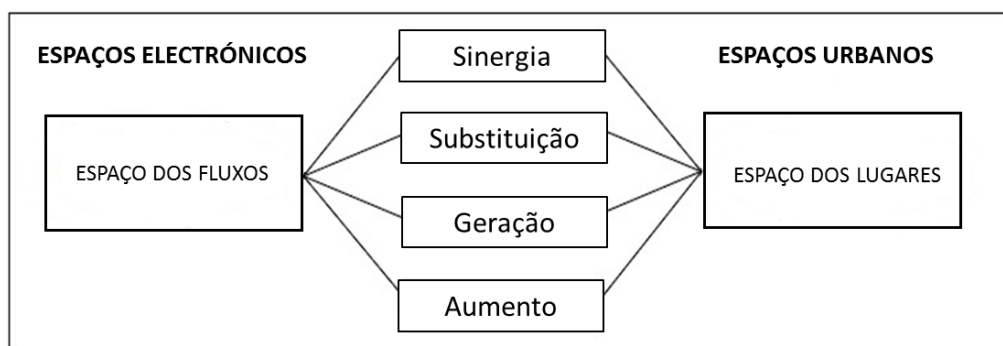 ESPAÇOS ELECTRÓNICOS
Sinergia
ESPAÇOS URBANOS
Substituição
ESPAÇO DOS FLUXOS
ESPAÇO DOS LUGARES
Geração
Aumento